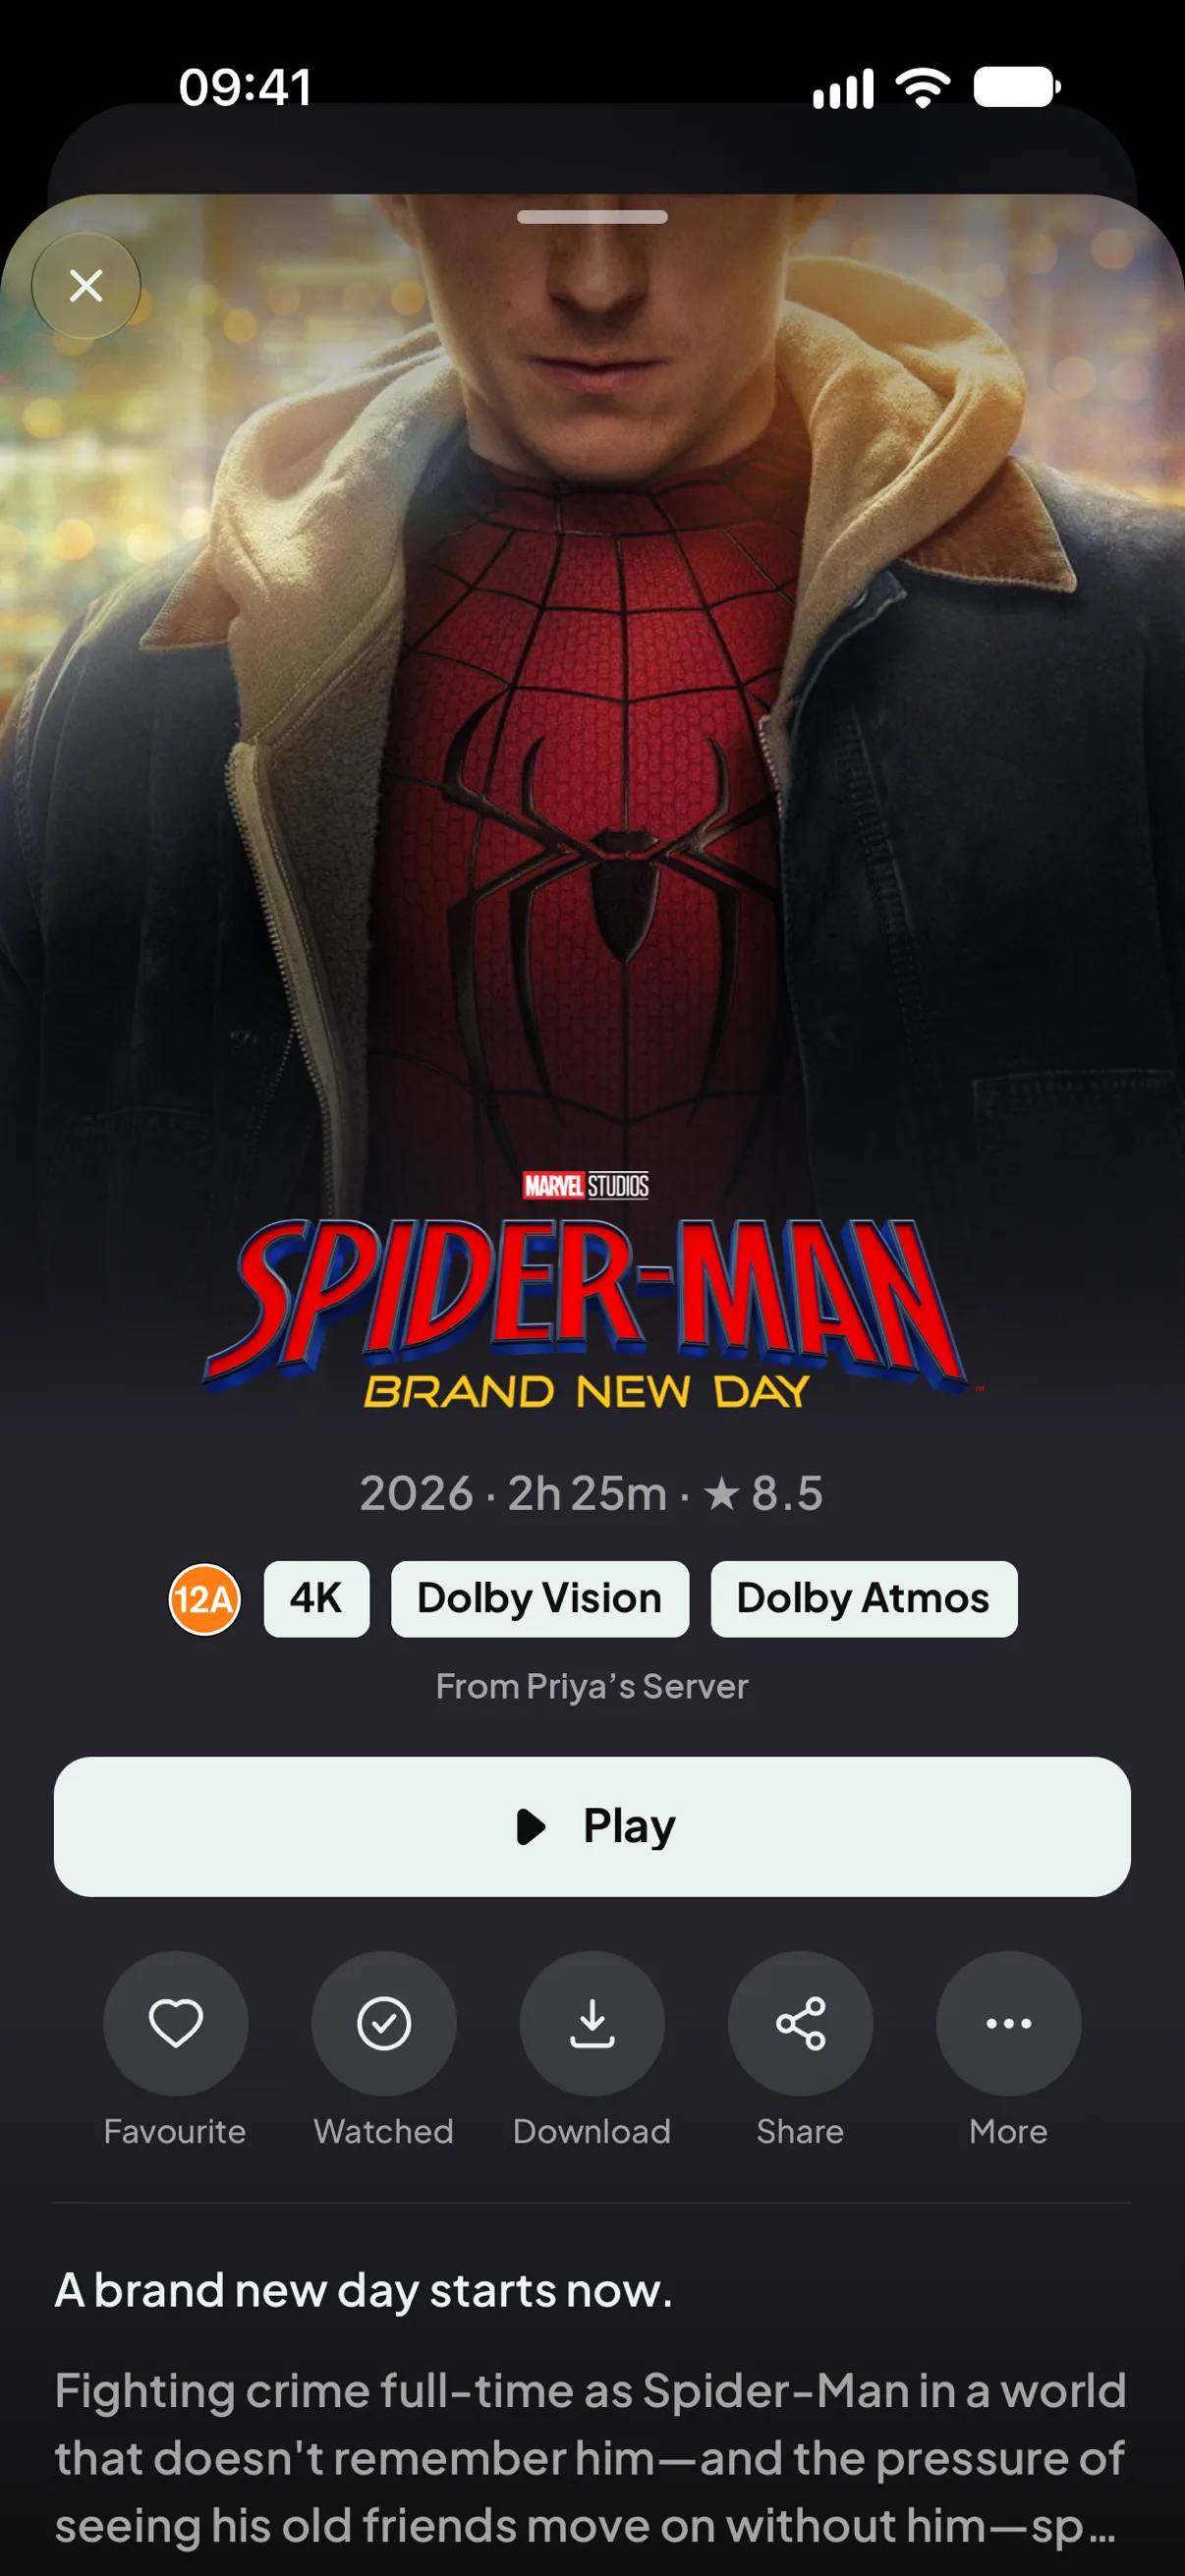 09:41
MARVEL STUDIOS
SPIDER-MAN
BRAND NEW DAY
2026 · 2h 25m · ★ 8.5
12A 4K Dolby Vision Dolby Atmos
From Priya’s Server
Play
Favourite Watched Download Share More
A brand new day starts now.
Fighting crime full-time as Spider-Man in a world
that doesn't remember him—and the pressure of
seeing his old friends move on without him—sp…